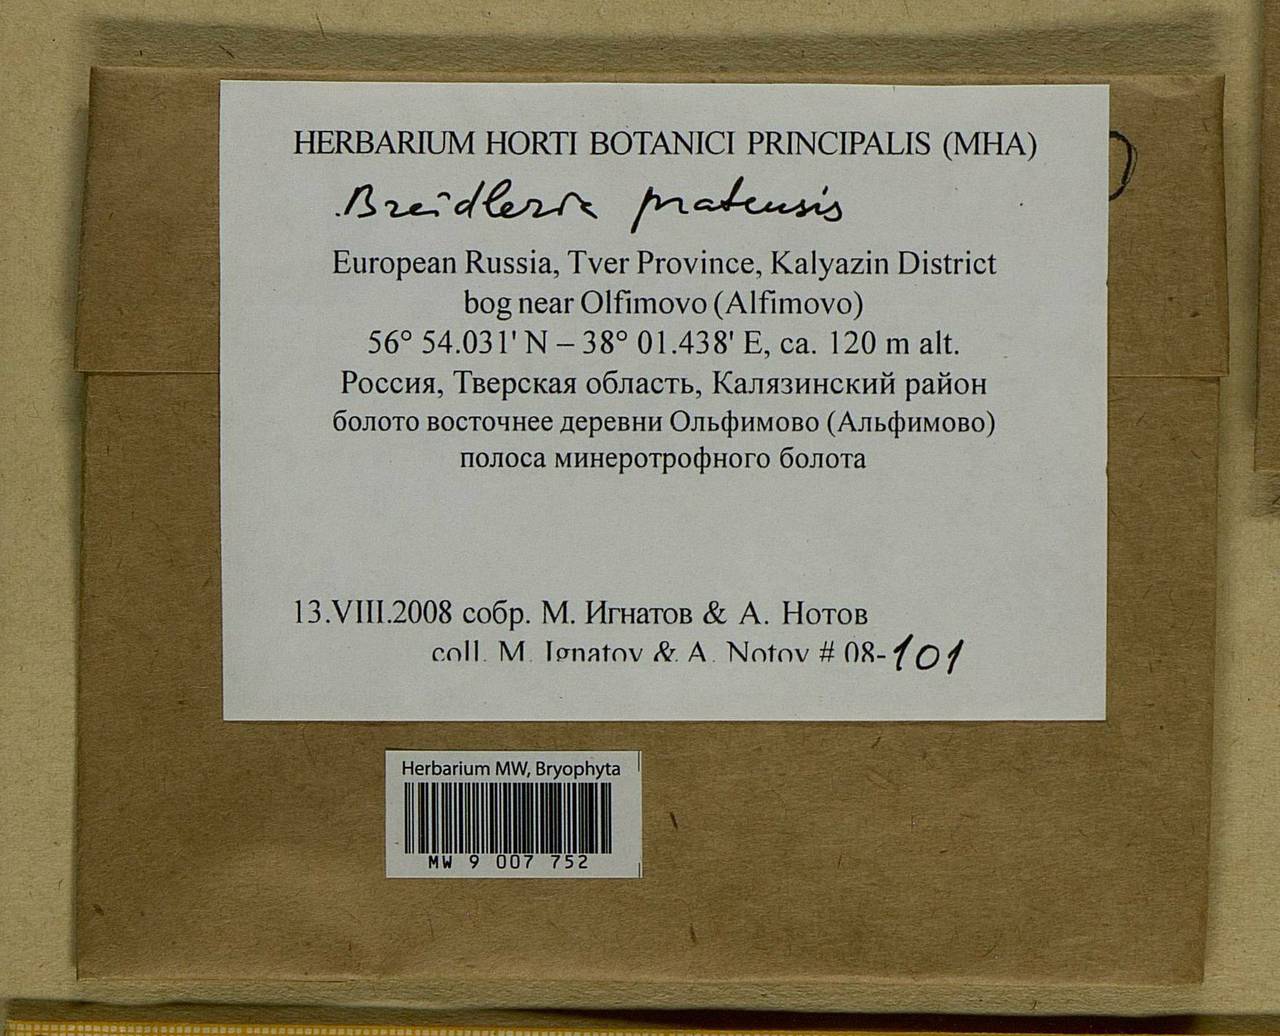 HERBARIUM HORTI BOTANICI PRINCIPALIS (MHA)
Breidleria pratensis
European Russia, Tver Province, Kalyazin District
bog near Olfimovo (Alfimovo)
56° 54.031' N – 38° 01.438' E, ca. 120 m alt.
Россия, Тверская область, Калязинский район
болото восточнее деревни Ольфимово (Альфимово)
полоса минеротрофного болота
13.VIII.2008 собр. М. Игнатов & А. Нотов
coll. M. Ignatov & A. Notov # 08-101
Herbarium MW, Bryophyta
MW 9 007 752